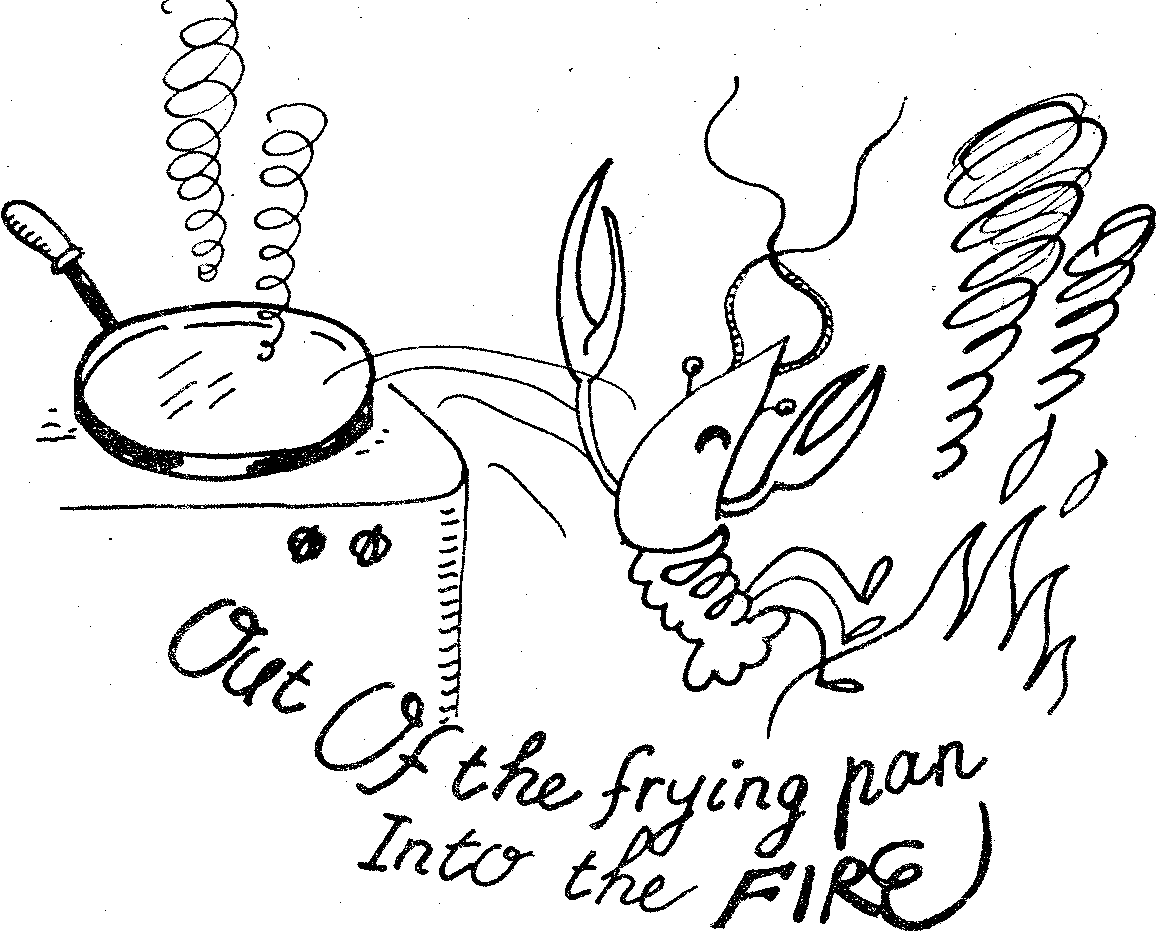 Out Of the frying pan
Into the FIRE